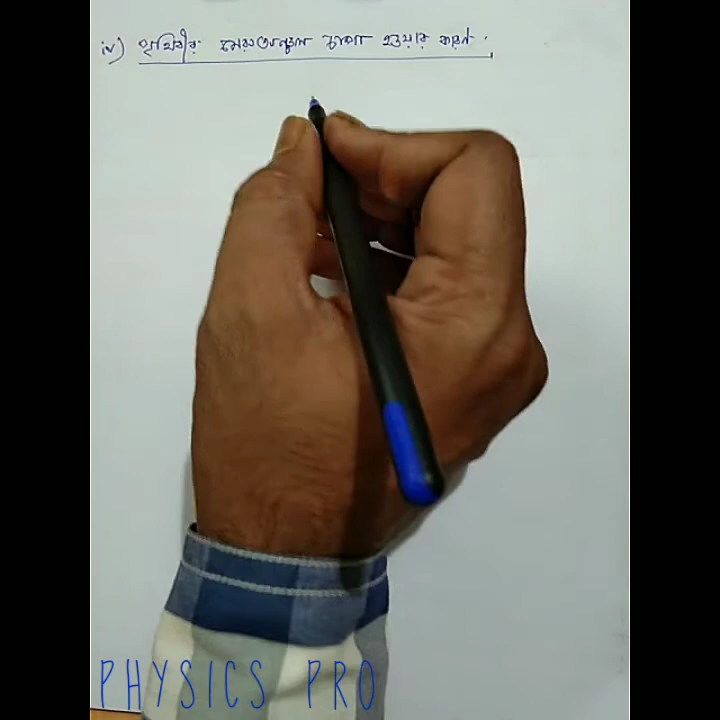 iv) পৃথিবীর মেরুঅঞ্চল চাপা হওয়ার কারণ .
PHYSICS PRO